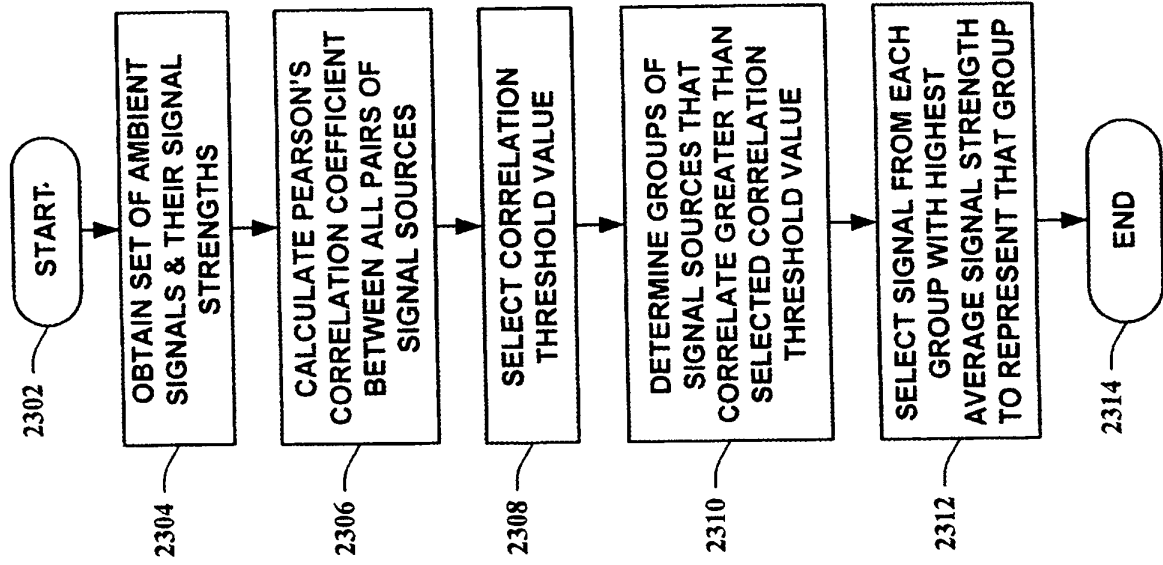 START.
2302
OBTAIN SET OF AMBIENT
SIGNALS & THEIR SIGNAL
STRENGTHS
2304
CALCULATE PEARSON'S
CORRELATION COEFFICIENT
BETWEEN ALL PAIRS OF
SIGNAL SOURCES
2306
SELECT CORRELATION
THRESHOLD VALUE
2308
DETERMINE GROUPS OF
SIGNAL SOURCES THAT
CORRELATE GREATER THAN
SELECTED CORRELATION
THRESHOLD VALUE
2310
SELECT SIGNAL FROM EACH
GROUP WITH HIGHEST
AVERAGE SIGNAL STRENGTH
TO REPRESENT THAT GROUP
2312
END
2314